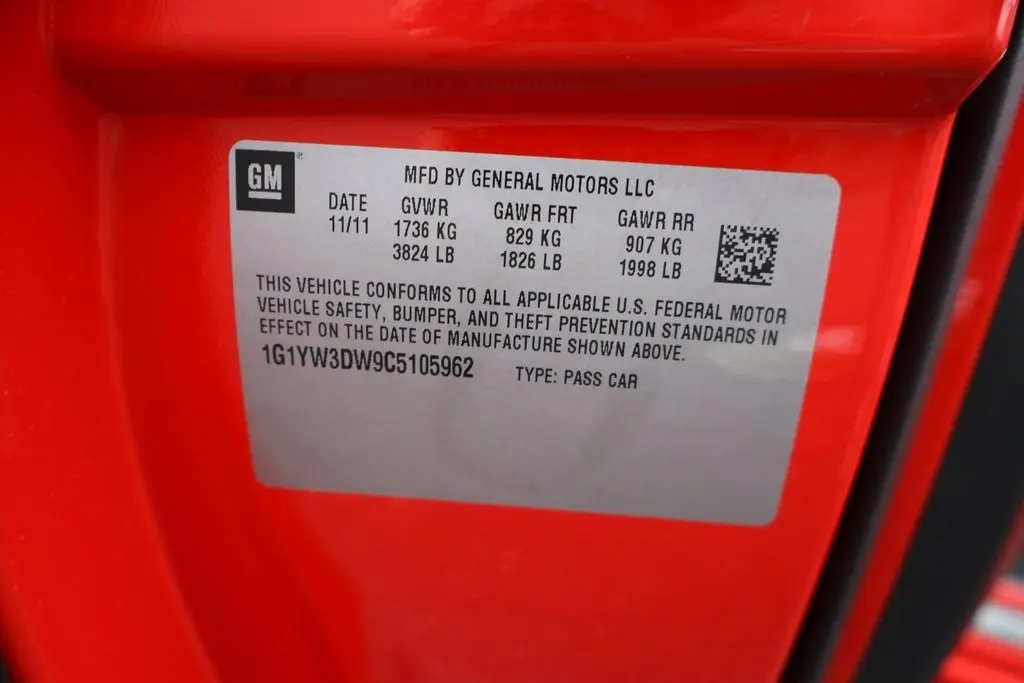 GM
MFD BY GENERAL MOTORS LLC
DATE GVWR GAWR FRT GAWR RR
11/11 1736 KG 829 KG 907 KG
3824 LB 1826 LB 1998 LB
THIS VEHICLE CONFORMS TO ALL APPLICABLE U.S. FEDERAL MOTOR
VEHICLE SAFETY, BUMPER, AND THEFT PREVENTION STANDARDS IN
EFFECT ON THE DATE OF MANUFACTURE SHOWN ABOVE.
1G1YW3DW9C5105962 TYPE: PASS CAR